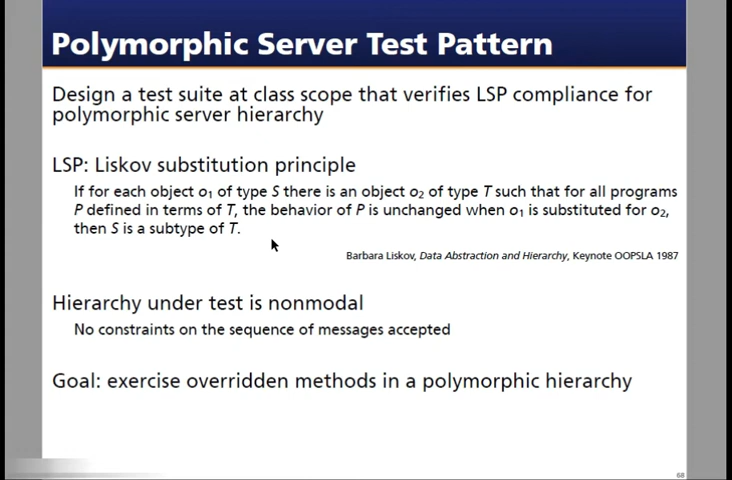 Polymorphic Server Test Pattern
Design a test suite at class scope that verifies LSP compliance for
polymorphic server hierarchy
LSP: Liskov substitution principle
If for each object o1 of type S there is an object o2 of type T such that for all programs
P defined in terms of T, the behavior of P is unchanged when o1 is substituted for o2,
then S is a subtype of T.
Barbara Liskov, Data Abstraction and Hierarchy, Keynote OOPSLA 1987
Hierarchy under test is nonmodal
No constraints on the sequence of messages accepted
Goal: exercise overridden methods in a polymorphic hierarchy
68